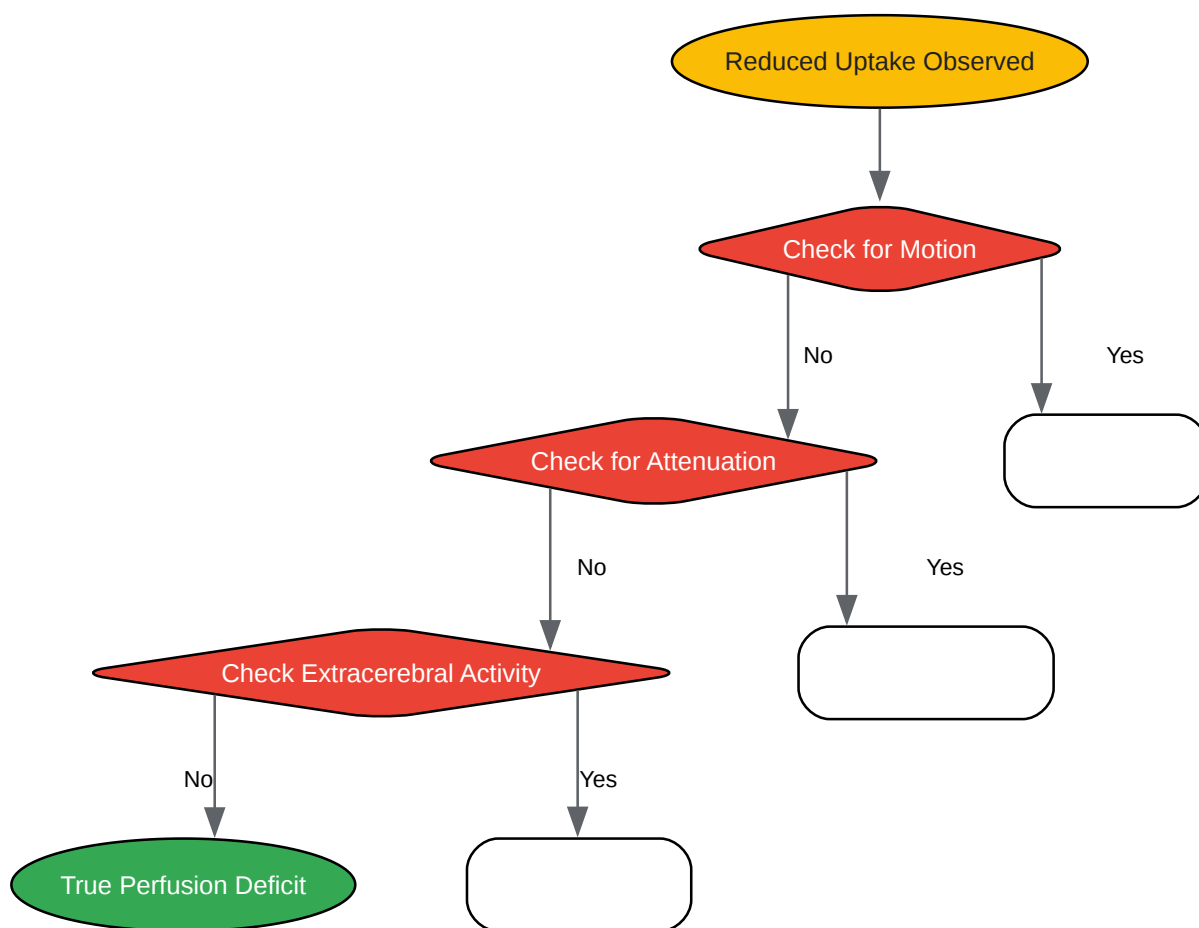 Reduced Uptake Observed
Check for Motion
No
Yes
Check for Attenuation
No
Yes
Check Extracerebral Activity
No
Yes
True Perfusion Deficit